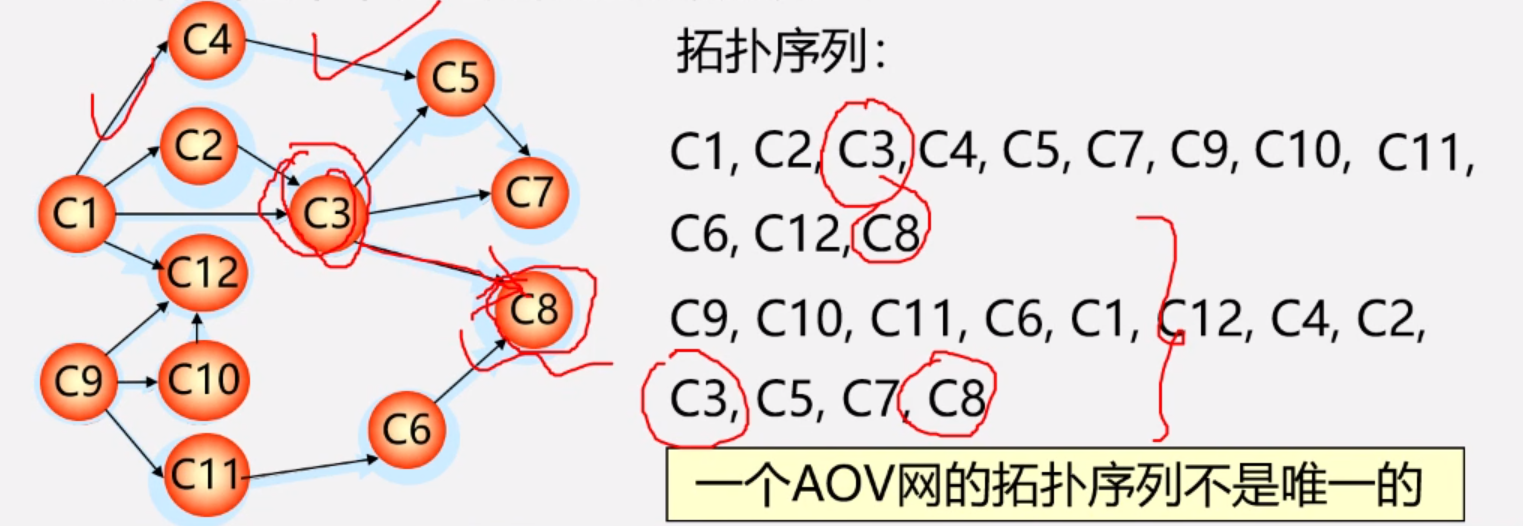 C4
C5
C2
C7
C1
C3
C12
C8
C9
C10
C6
C11
拓扑序列：
C1, C2, C3, C4, C5, C7, C9, C10, C11,
C6, C12, C8
C9, C10, C11, C6, C1, C12, C4, C2,
C3, C5, C7, C8
一个AOV网的拓扑序列不是唯一的